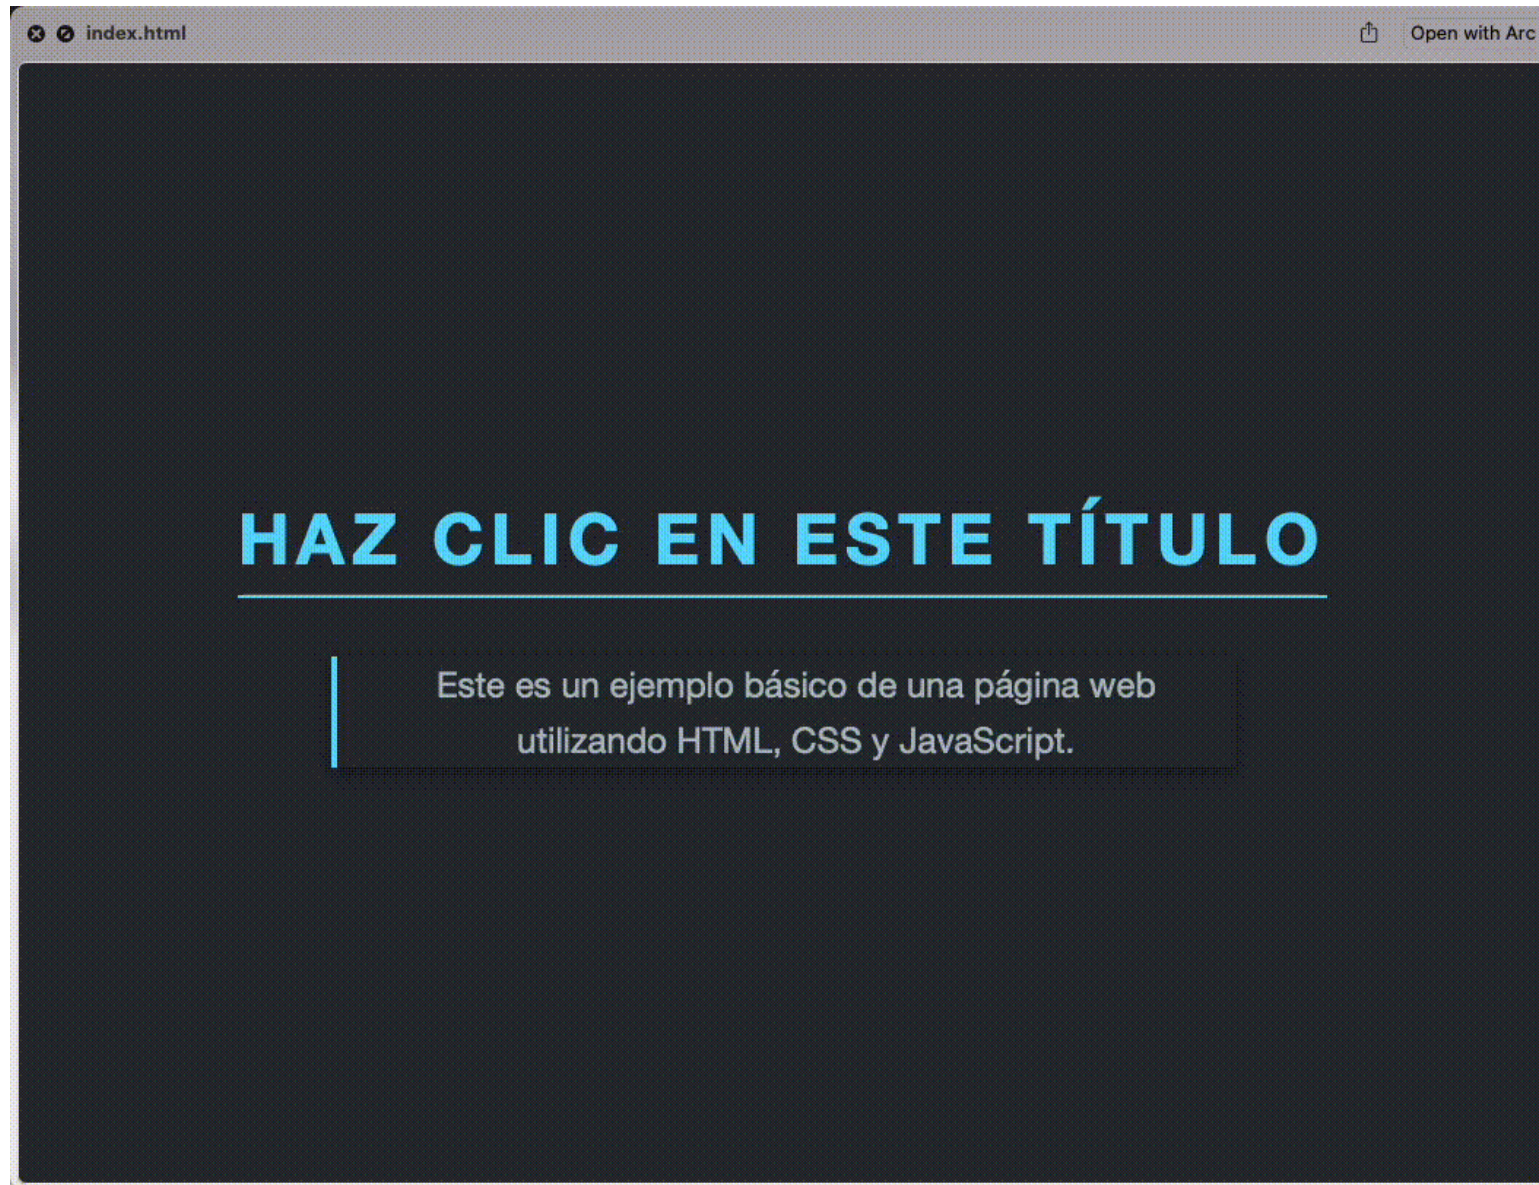 index.html
Open with Arc
HAZ CLIC EN ESTE TÍTULO
Este es un ejemplo básico de una página web
utilizando HTML, CSS y JavaScript.